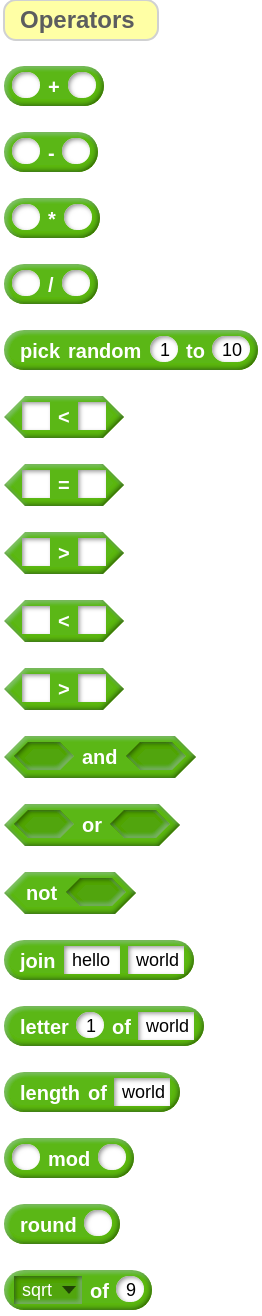 Operators
+
-
*
/
pick random 1 to 10
<
=
>
<
>
and
or
not
join hello world
letter 1 of world
length of world
mod
round
sqrt of 9